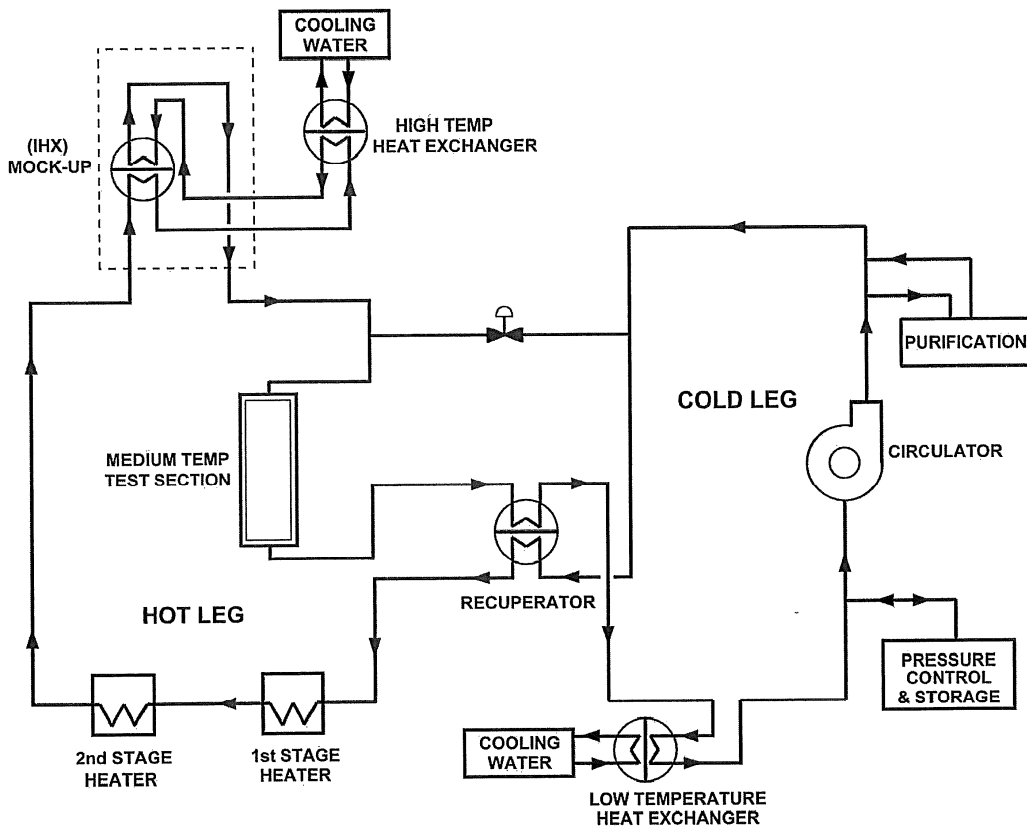 COOLING
WATER
(IHX)
MOCK-UP
HIGH TEMP
HEAT EXCHANGER
PURIFICATION
COLD LEG
CIRCULATOR
MEDIUM TEMP
TEST SECTION
RECUPERATOR
HOT LEG
PRESSURE
CONTROL
& STORAGE
2nd STAGE
HEATER
1st STAGE
HEATER
COOLING
WATER
LOW TEMPERATURE
HEAT EXCHANGER